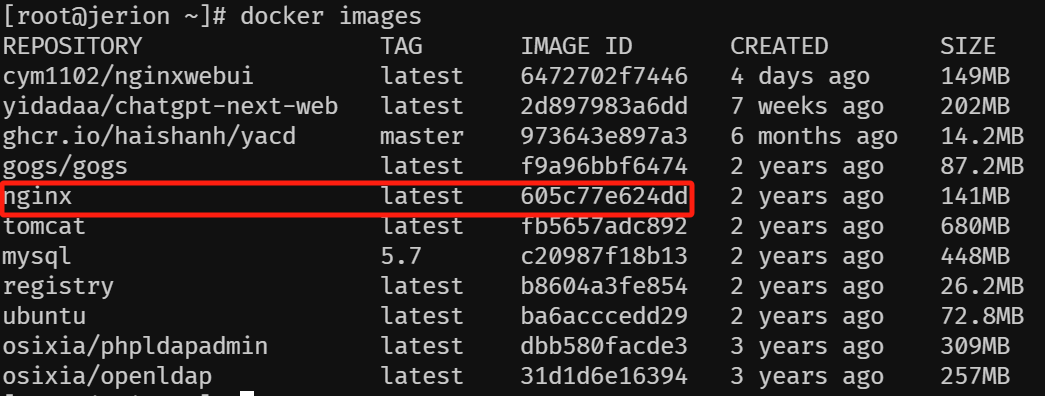 [root@jerion ~]# docker images
REPOSITORY TAG IMAGE ID CREATED SIZE
cym1102/nginxwebui latest 6472702f7446 4 days ago 149MB
yidadaa/chatgpt-next-web latest 2d897983a6dd 7 weeks ago 202MB
ghcr.io/haishanh/yacd master 973643e897a3 6 months ago 14.2MB
gogs/gogs latest f9a96bbf6474 2 years ago 87.2MB
nginx latest 605c77e624dd 2 years ago 141MB
tomcat latest fb5657adc892 2 years ago 680MB
mysql 5.7 c20987f18b13 2 years ago 448MB
registry latest b8604a3fe854 2 years ago 26.2MB
ubuntu latest ba6acccedd29 2 years ago 72.8MB
osixia/phpldapadmin latest dbb580facde3 3 years ago 309MB
osixia/openldap latest 31d1d6e16394 3 years ago 257MB